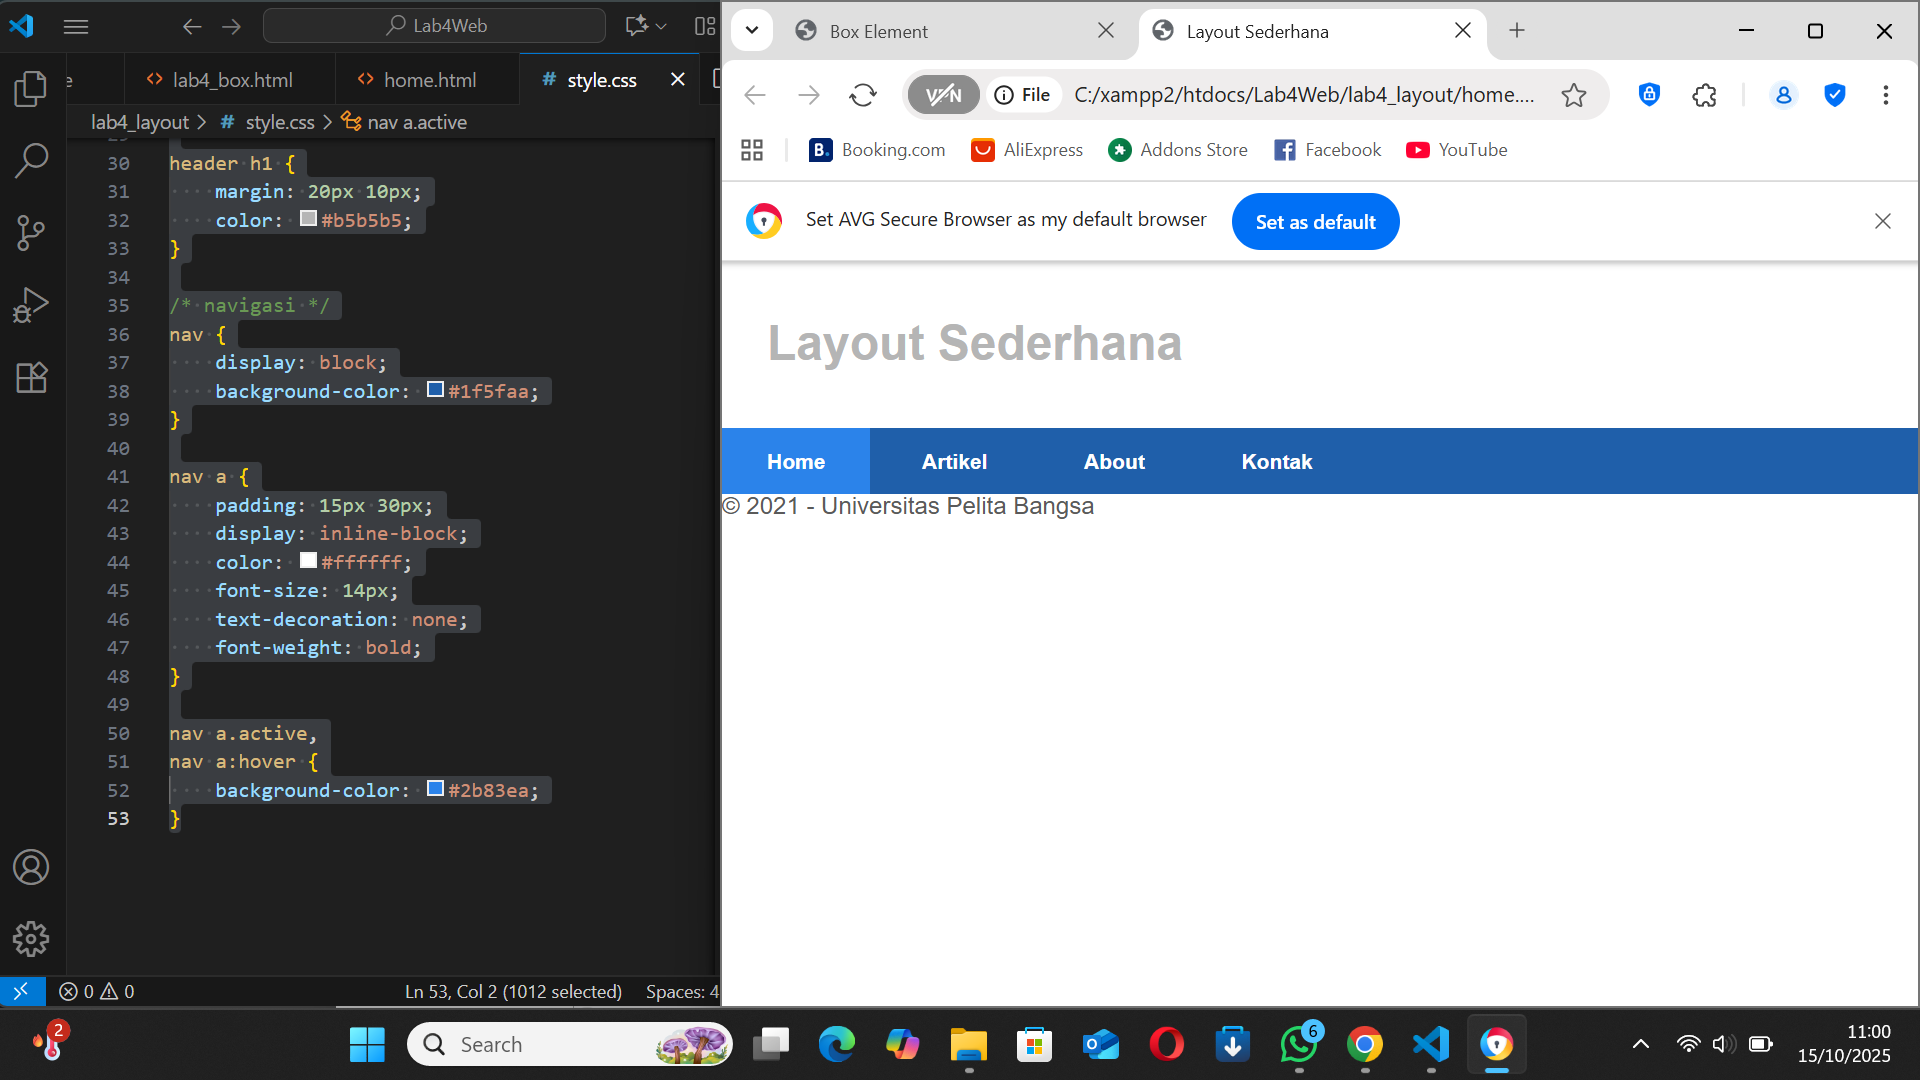 Lab4Web
e
lab4_box.html
home.html
# style.css
lab4_layout > # style.css > nav a.active
30 header h1 {
31 margin: 20px 10px;
32 color: #b5b5b5;
33 }
34
35 /* navigasi */
36 nav {
37 display: block;
38 background-color: #1f5faa;
39 }
40
41 nav a {
42 padding: 15px 30px;
43 display: inline-block;
44 color: #ffffff;
45 font-size: 14px;
46 text-decoration: none;
47 font-weight: bold;
48 }
49
50 nav a.active,
51 nav a:hover {
52 background-color: #2b83ea;
53 }
0 0
Ln 53, Col 2 (1012 selected)
Spaces: 4
Box Element
Layout Sederhana
VPN
File
C:/xampp2/htdocs/Lab4Web/lab4_layout/home....
B. Booking.com
AliExpress
Addons Store
Facebook
YouTube
Set AVG Secure Browser as my default browser
Set as default
Layout Sederhana
Home
Artikel
About
Kontak
© 2021 - Universitas Pelita Bangsa
2
Search
6
11:00
15/10/2025